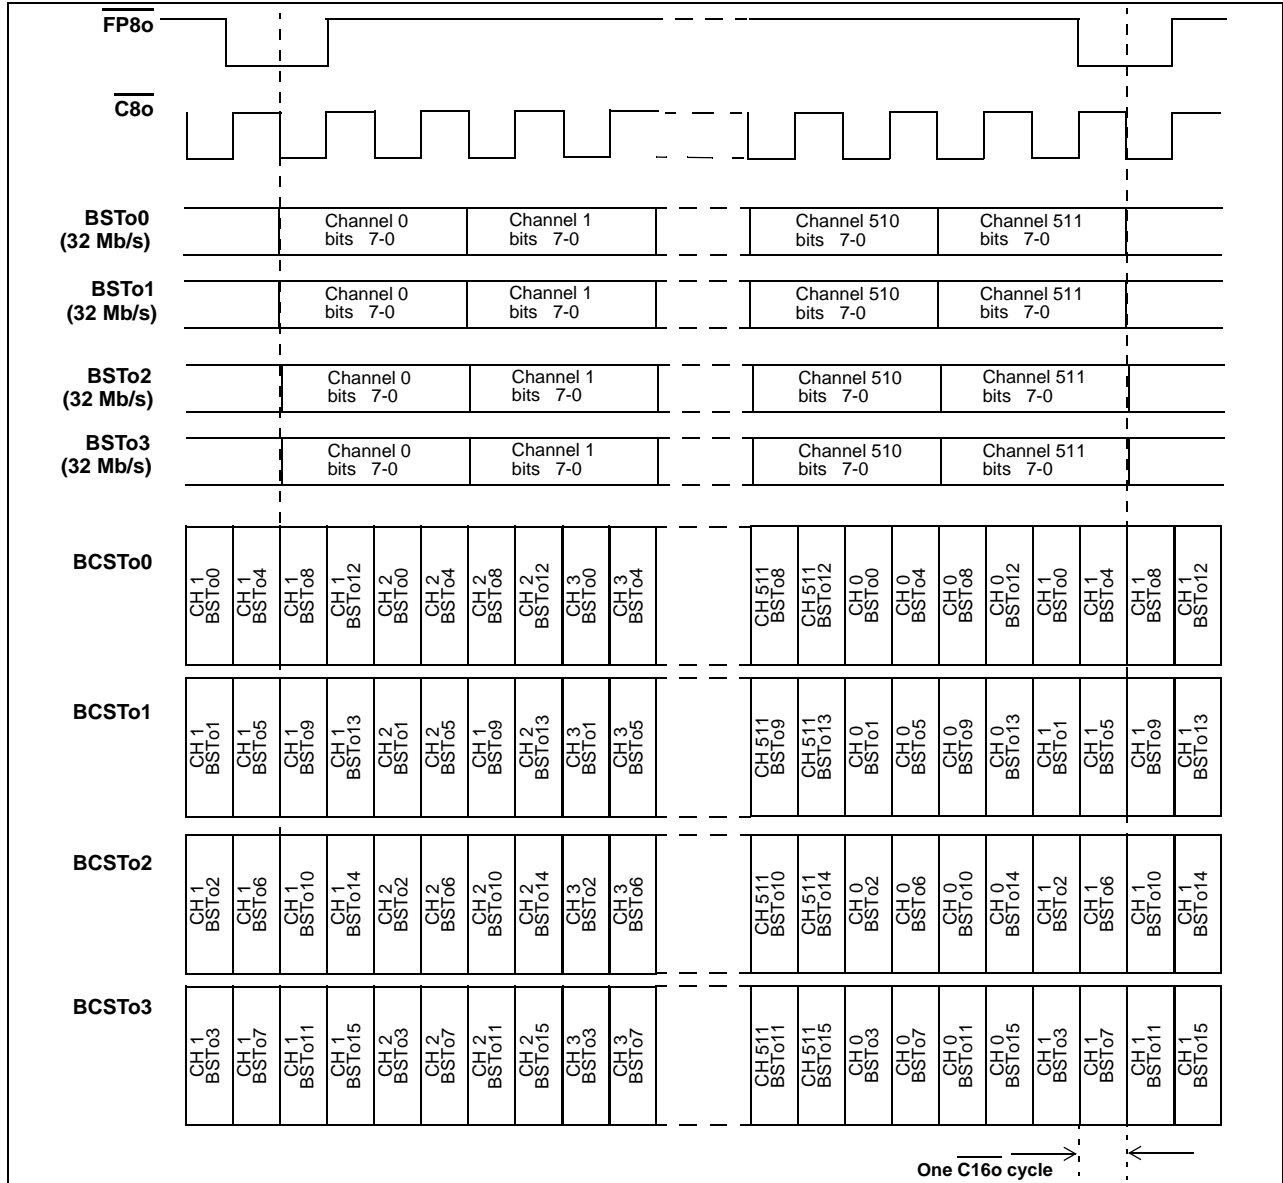 FP8o
C8o
BSTo0
(32 Mb/s)
Channel 0
bits 7-0
Channel 1
bits 7-0
Channel 510
bits 7-0
Channel 511
bits 7-0
BSTo1
(32 Mb/s)
Channel 0
bits 7-0
Channel 1
bits 7-0
Channel 510
bits 7-0
Channel 511
bits 7-0
BSTo2
(32 Mb/s)
Channel 0
bits 7-0
Channel 1
bits 7-0
Channel 510
bits 7-0
Channel 511
bits 7-0
BSTo3
(32 Mb/s)
Channel 0
bits 7-0
Channel 1
bits 7-0
Channel 510
bits 7-0
Channel 511
bits 7-0
BCSTo0
CH 1
BSTo0
CH 1
BSTo4
CH 1
BSTo8
CH 1
BSTo12
CH 2
BSTo0
CH 2
BSTo4
CH 2
BSTo8
CH 2
BSTo12
CH 3
BSTo0
CH 3
BSTo4
CH 511
BSTo8
CH 511
BSTo12
CH 0
BSTo0
CH 0
BSTo4
CH 0
BSTo8
CH 0
BSTo12
CH 1
BSTo0
CH 1
BSTo4
CH 1
BSTo8
CH 1
BSTo12
BCSTo1
CH 1
BSTo1
CH 1
BSTo5
CH 1
BSTo9
CH 1
BSTo13
CH 2
BSTo1
CH 2
BSTo5
CH 1
BSTo9
CH 2
BSTo13
CH 3
BSTo1
CH 3
BSTo5
CH 511
BSTo9
CH 511
BSTo13
CH 0
BSTo1
CH 0
BSTo5
CH 0
BSTo9
CH 0
BSTo13
CH 1
BSTo1
CH 1
BSTo5
CH 1
BSTo9
CH 1
BSTo13
BCSTo2
CH 1
BSTo2
CH 1
BSTo6
CH 1
BSTo10
CH 1
BSTo14
CH 2
BSTo2
CH 2
BSTo6
CH 2
BSTo10
CH 2
BSTo14
CH 3
BSTo2
CH 3
BSTo6
CH 511
BSTo10
CH 511
BSTo14
CH 0
BSTo2
CH 0
BSTo6
CH 0
BSTo10
CH 0
BSTo14
CH 1
BSTo2
CH 1
BSTo6
CH 1
BSTo10
CH 1
BSTo14
BCSTo3
CH 1
BSTo3
CH 1
BSTo7
CH 1
BSTo11
CH 1
BSTo15
CH 2
BSTo3
CH 2
BSTo7
CH 2
BSTo11
CH 2
BSTo15
CH 3
BSTo3
CH 3
BSTo7
CH 511
BSTo11
CH 511
BSTo15
CH 0
BSTo3
CH 0
BSTo7
CH 0
BSTo11
CH 0
BSTo15
CH 1
BSTo3
CH 1
BSTo7
CH 1
BSTo11
CH 1
BSTo15
One C16o cycle